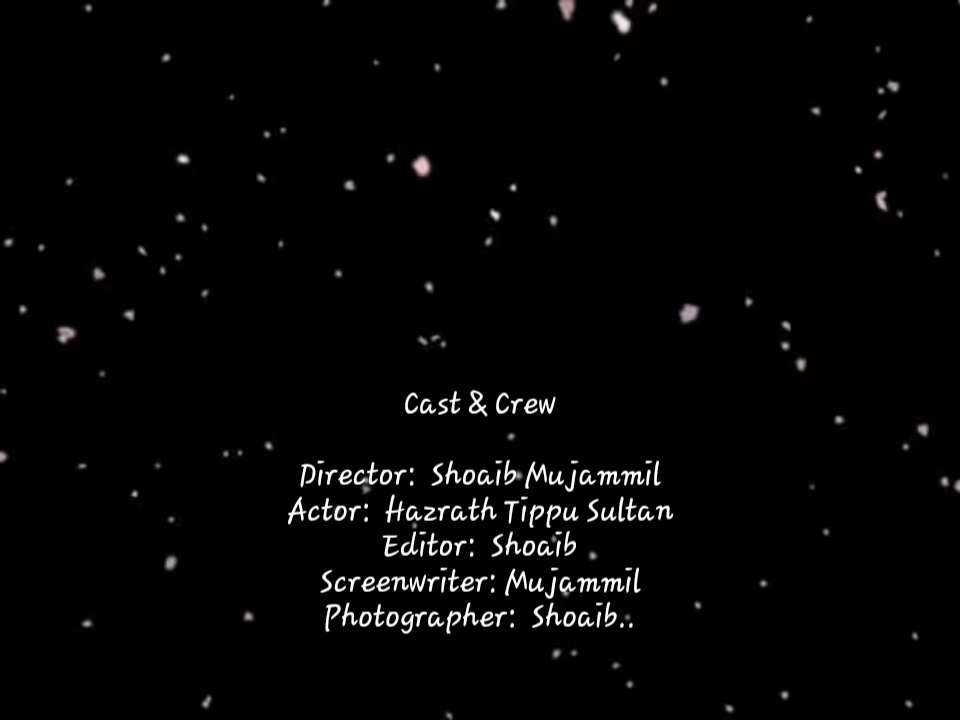 Cast & Crew
Director: Shoaib Mujammil
Actor: Hazrath Tippu Sultan
Editor: Shoaib
Screenwriter: Mujammil
Photographer: Shoaib..